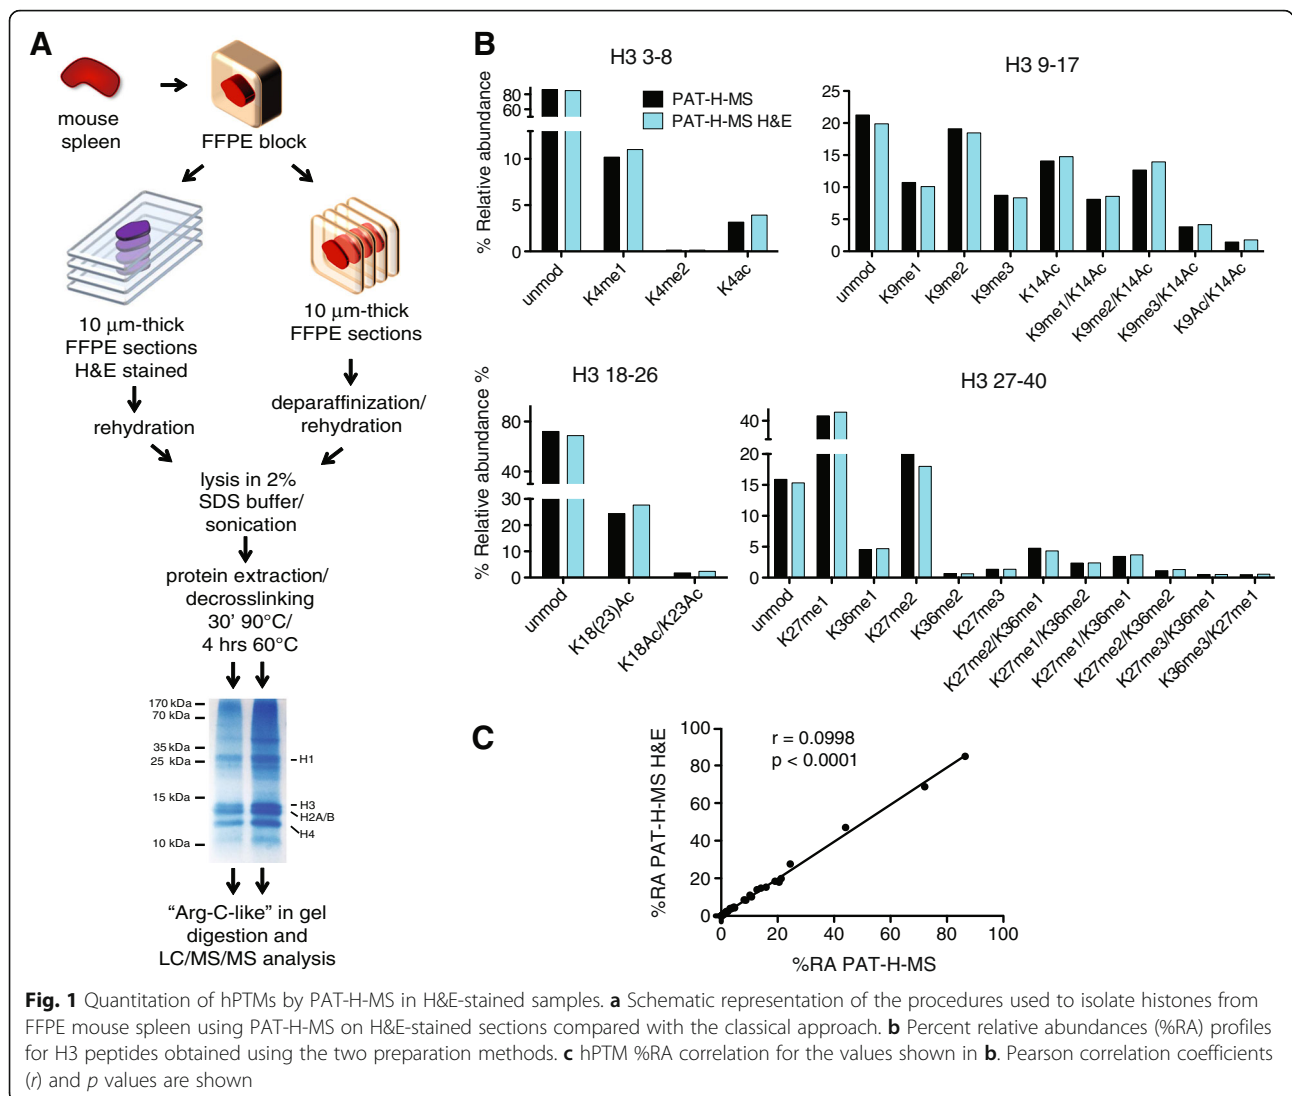 A
mouse
spleen
FFPE block
10 μm-thick
FFPE sections
H&E stained
10 μm-thick
FFPE sections
rehydration
deparaffinization/
rehydration
lysis in 2%
SDS buffer/
sonication
protein extraction/
decrosslinking
30' 90°C/
4 hrs 60°C
170 kDa
70 kDa
35 kDa
25 kDa
15 kDa
10 kDa
H1
H3
H2A/B
H4
“Arg-C-like” in gel
digestion and
LC/MS/MS analysis
B
H3 3-8
% Relative abundance
80
60
10
5
0
PAT-H-MS
PAT-H-MS H&E
unmod
K4me1
K4me2
K4ac
H3 9-17
25
20
15
10
5
0
unmod
K9me1
K9me2
K9me3
K14Ac
K9me1/K14Ac
K9me2/K14Ac
K9me3/K14Ac
K9Ac/K14Ac
H3 18-26
% Relative abundance %
80
40
30
20
10
0
unmod
K18(23)Ac
K18Ac/K23Ac
H3 27-40
40
20
15
10
5
0
unmod
K27me1
K36me1
K27me2
K36me2
K27me3
K27me2/K36me1
K27me1/K36me2
K27me1/K36me1
K27me2/K36me2
K27me3/K36me1
K36me3/K27me1
C
%RA PAT-H-MS H&E
100
80
60
40
20
0
r = 0.0998
p < 0.0001
0
20
40
60
80
100
%RA PAT-H-MS
Fig. 1 Quantitation of hPTMs by PAT-H-MS in H&E-stained samples. a Schematic representation of the procedures used to isolate histones from
FFPE mouse spleen using PAT-H-MS on H&E-stained sections compared with the classical approach. b Percent relative abundances (%RA) profiles
for H3 peptides obtained using the two preparation methods. c hPTM %RA correlation for the values shown in b. Pearson correlation coefficients
(r) and p values are shown